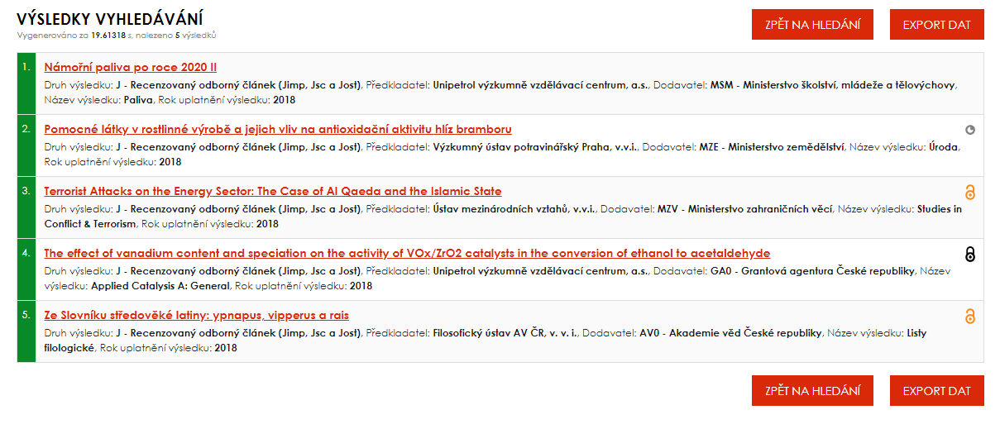 VÝSLEDKY VYHLEDÁVÁNÍ
Vygenerováno za 19.61318 s, nalezeno 5 výsledků
ZPĚT NA HLEDÁNÍ
EXPORT DAT
1. Námořní paliva po roce 2020 II
Druh výsledku: J - Recenzovaný odborný článek (Jimp, Jsc a Jost), Předkladatel: Unipetrol výzkumně vzdělávací centrum, a.s., Dodavatel: MSM - Ministerstvo školství, mládeže a tělovýchovy,
Název výsledku: Paliva, Rok uplatnění výsledku: 2018
2. Pomocné látky v rostlinné výrobě a jejich vliv na antioxidační aktivitu hlíz bramboru
Druh výsledku: J - Recenzovaný odborný článek (Jimp, Jsc a Jost), Předkladatel: Výzkumný ústav potravinářský Praha, v.v.i., Dodavatel: MZE - Ministerstvo zemědělství, Název výsledku: Úroda,
Rok uplatnění výsledku: 2018
3. Terrorist Attacks on the Energy Sector: The Case of Al Qaeda and the Islamic State
Druh výsledku: J - Recenzovaný odborný článek (Jimp, Jsc a Jost), Předkladatel: Ústav mezinárodních vztahů, v.v.i., Dodavatel: MZV - Ministerstvo zahraničních věcí, Název výsledku: Studies in
Conflict & Terrorism, Rok uplatnění výsledku: 2018
4. The effect of vanadium content and speciation on the activity of VOx/ZrO2 catalysts in the conversion of ethanol to acetaldehyde
Druh výsledku: J - Recenzovaný odborný článek (Jimp, Jsc a Jost), Předkladatel: Unipetrol výzkumně vzdělávací centrum, a.s., Dodavatel: GA0 - Grantová agentura České republiky, Název
výsledku: Applied Catalysis A: General, Rok uplatnění výsledku: 2018
5. Ze Slovníku středověké latiny: ypnapus, vipperus a rais
Druh výsledku: J - Recenzovaný odborný článek (Jimp, Jsc a Jost), Předkladatel: Filosofický ústav AV ČR, v. v. i., Dodavatel: AV0 - Akademie věd České republiky, Název výsledku: Listy
filologické, Rok uplatnění výsledku: 2018
ZPĚT NA HLEDÁNÍ
EXPORT DAT